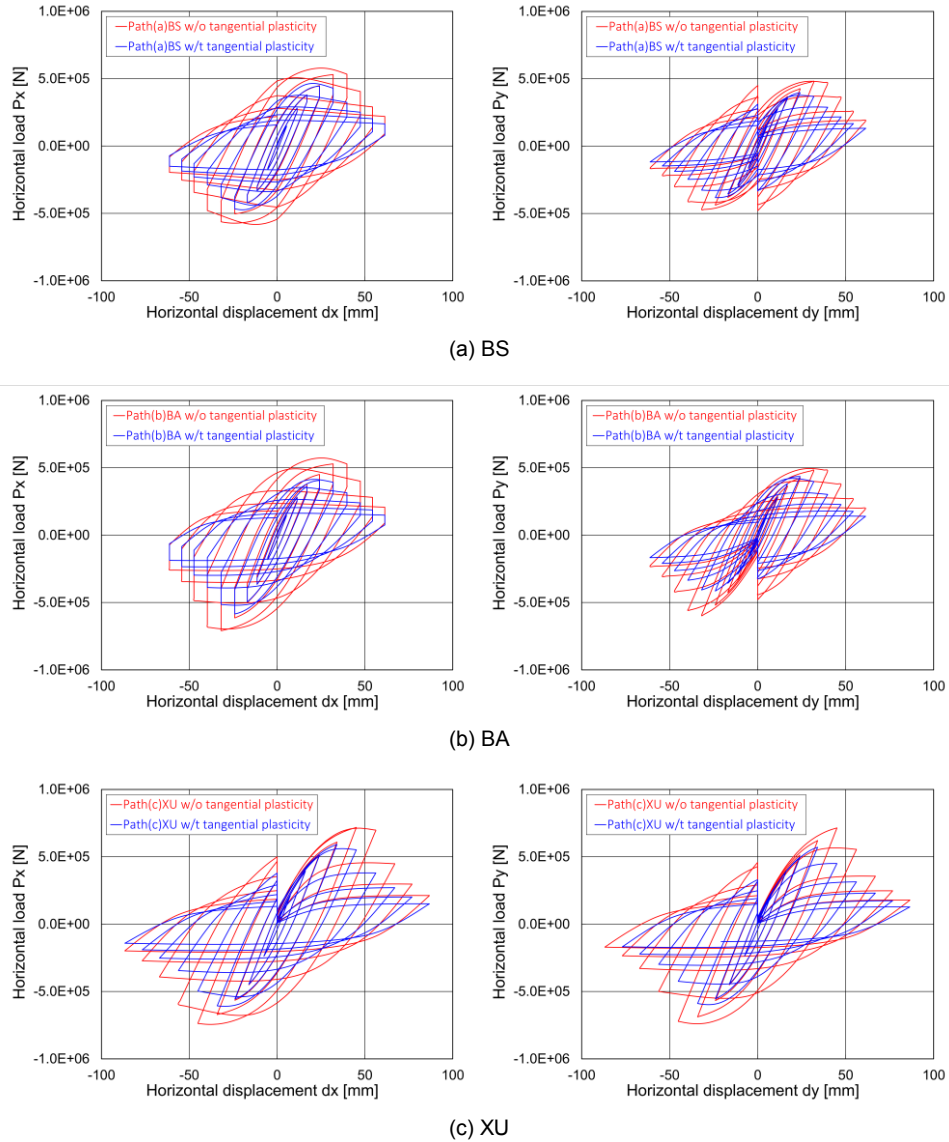 1.0E+06
5.0E+05
0.0E+00
-5.0E+05
-1.0E+06
Horizontal load Px [N]
Path(a)BS w/o tangential plasticity
Path(a)BS w/t tangential plasticity
-100
-50
0
50
100
Horizontal displacement dx [mm]
1.0E+06
5.0E+05
0.0E+00
-5.0E+05
-1.0E+06
Horizontal load Py [N]
Path(a)BS w/o tangential plasticity
Path(a)BS w/t tangential plasticity
-100
-50
0
50
100
Horizontal displacement dy [mm]
(a) BS
1.0E+06
5.0E+05
0.0E+00
-5.0E+05
-1.0E+06
Horizontal load Px [N]
Path(b)BA w/o tangential plasticity
Path(b)BA w/t tangential plasticity
-100
-50
0
50
100
Horizontal displacement dx [mm]
1.0E+06
5.0E+05
0.0E+00
-5.0E+05
-1.0E+06
Horizontal load Py [N]
Path(b)BA w/o tangential plasticity
Path(b)BA w/t tangential plasticity
-100
-50
0
50
100
Horizontal displacement dy [mm]
(b) BA
1.0E+06
5.0E+05
0.0E+00
-5.0E+05
-1.0E+06
Horizontal load Px [N]
Path(c)XU w/o tangential plasticity
Path(c)XU w/t tangential plasticity
-100
-50
0
50
100
Horizontal displacement dx [mm]
1.0E+06
5.0E+05
0.0E+00
-5.0E+05
-1.0E+06
Horizontal load Py [N]
Path(c)XU w/o tangential plasticity
Path(c)XU w/t tangential plasticity
-100
-50
0
50
100
Horizontal displacement dy [mm]
(c) XU